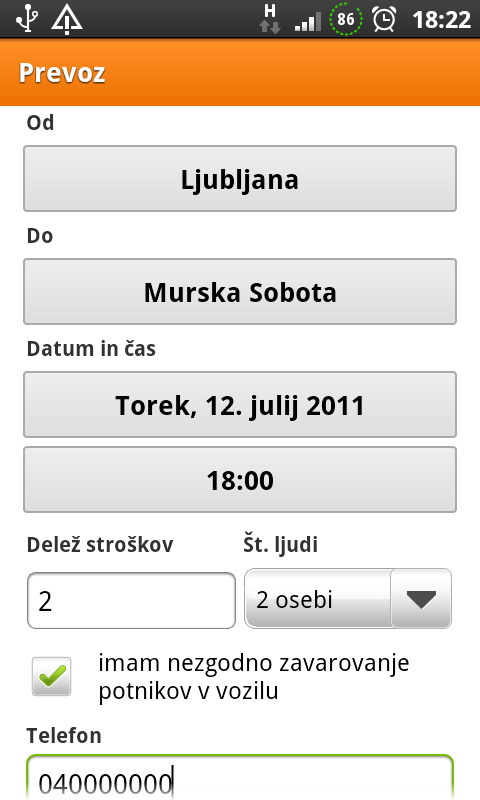 H
86
18:22
Prevoz
Od
Ljubljana
Do
Murska Sobota
Datum in čas
Torek, 12. julij 2011
18:00
Delež stroškov
Št. ljudi
2
2 osebi
imam nezgodno zavarovanje
potnikov v vozilu
Telefon
040000000